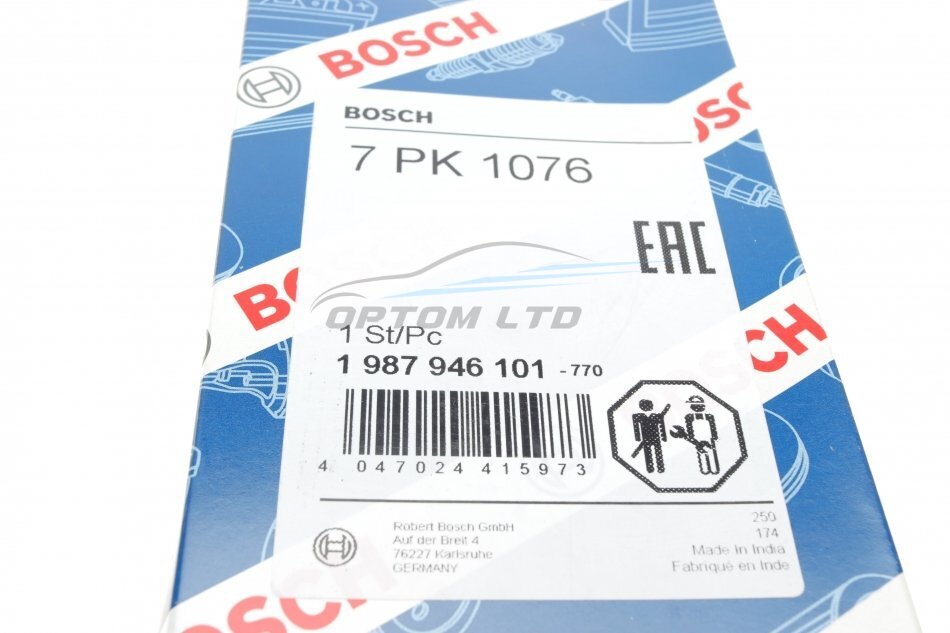 BOSCH
BOSCH
BOSCH
7 PK 1076
EAC
BOSCH
OPTOM LTD
1 St/Pc
1 987 946 101 -770
4 047024 415973
Robert Bosch GmbH
Auf der Breit 4
76227 Karlsruhe
GERMANY
250
174
Made in India
Fabriqué en Inde
BOSCH
BOSCH